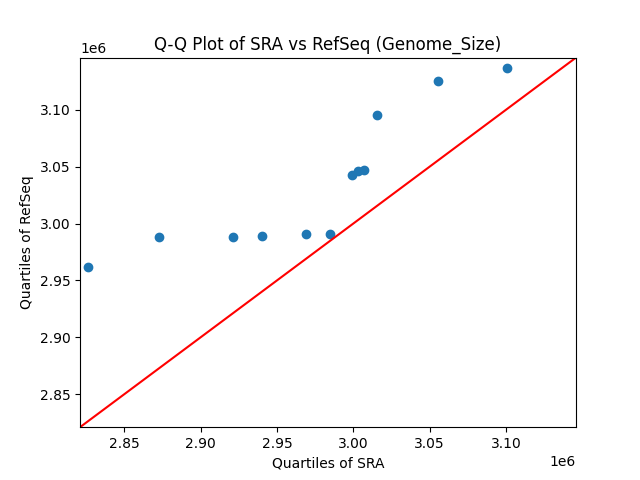 Q-Q Plot of SRA vs RefSeq (Genome_Size)
1e6
3.10
3.05
3.00
2.95
2.90
2.85
Quartiles of RefSeq
2.85 2.90 2.95 3.00 3.05 3.10
Quartiles of SRA
1e6